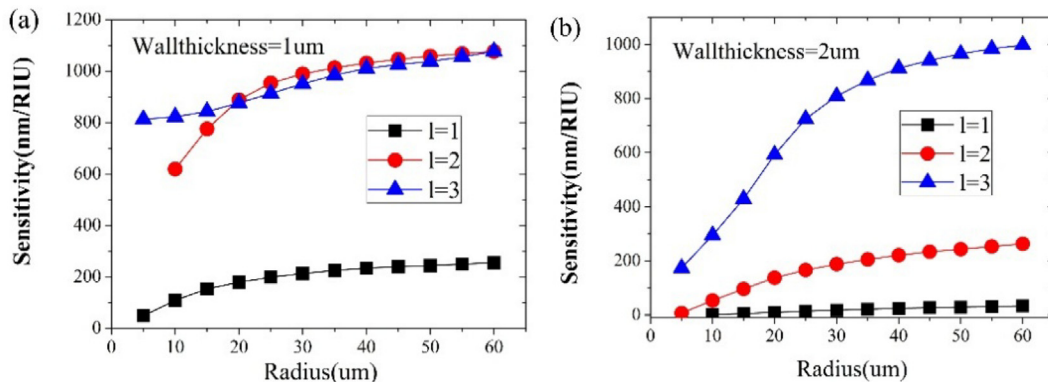 (a)
Wallthickness=1um
Sensitivity(nm/RIU)
1200
1000
800
600
400
200
0
l=1
l=2
l=3
0 10 20 30 40 50 60
Radius(um)
(b)
Wallthickness=2um
Sensitivity(nm/RIU)
1000
800
600
400
200
0
l=1
l=2
l=3
0 10 20 30 40 50 60
Radius(um)